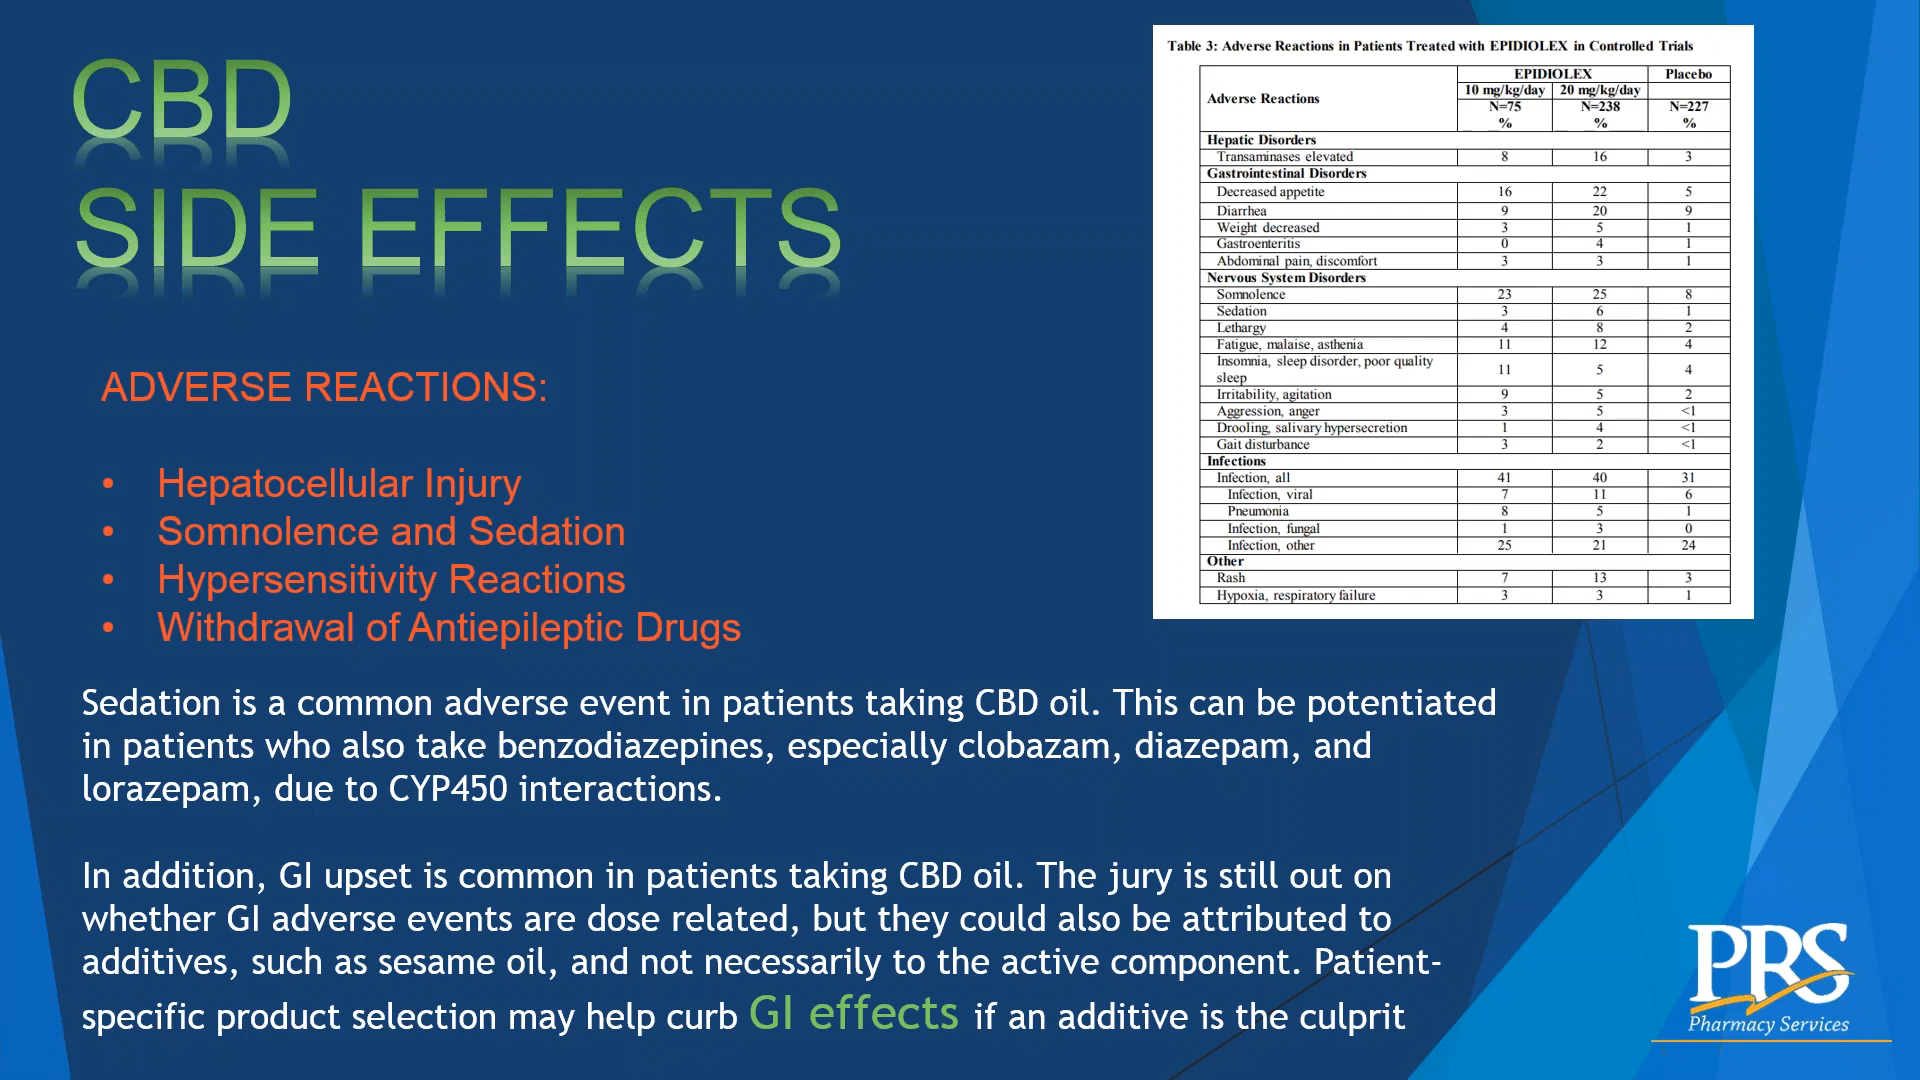 CBD
SIDE EFFECTS
ADVERSE REACTIONS:
• Hepatocellular Injury
• Somnolence and Sedation
• Hypersensitivity Reactions
• Withdrawal of Antiepileptic Drugs
Sedation is a common adverse event in patients taking CBD oil. This can be potentiated
in patients who also take benzodiazepines, especially clobazam, diazepam, and
lorazepam, due to CYP450 interactions.
In addition, GI upset is common in patients taking CBD oil. The jury is still out on
whether GI adverse events are dose related, but they could also be attributed to
additives, such as sesame oil, and not necessarily to the active component. Patient-
specific product selection may help curb GI effects if an additive is the culprit
Table 3: Adverse Reactions in Patients Treated with EPIDIOLEX in Controlled Trials
EPIDIOLEX Placebo
10 mg/kg/day 20 mg/kg/day
Adverse Reactions
N=75 N=238 N=227
% % %
Hepatic Disorders
Transaminases elevated 8 16 3
Gastrointestinal Disorders
Decreased appetite 16 22 5
Diarrhea 9 20 9
Weight decreased 3 5 1
Gastroenteritis 0 4 1
Abdominal pain, discomfort 3 3 1
Nervous System Disorders
Somnolence 23 25 8
Sedation 3 6 1
Lethargy 4 8 2
Fatigue, malaise, asthenia 11 12 4
Insomnia, sleep disorder, poor quality
sleep 11 5 4
Irritability, agitation 9 5 2
Aggression, anger 3 5 <1
Drooling, salivary hypersecretion 1 4 <1
Gait disturbance 3 2 <1
Infections
Infection, all 41 40 31
Infection, viral 7 11 6
Pneumonia 8 5 1
Infection, fungal 1 3 0
Infection, other 25 21 24
Other
Rash 7 13 3
Hypoxia, respiratory failure 3 3 1
PRS
Pharmacy Services